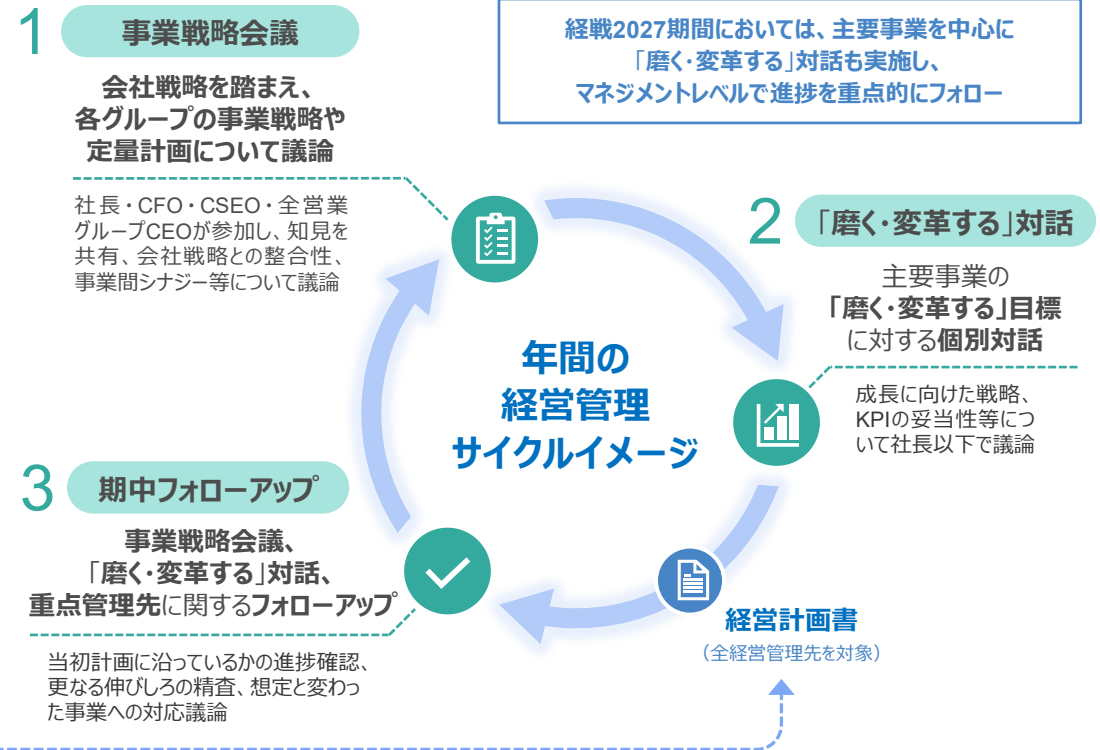 1
事業戦略会議
会社戦略を踏まえ、
各グループの事業戦略や
定量計画について議論
社長・CFO・CSEO・全営業
グループCEOが参加し、知見を
共有、会社戦略との整合性、
事業間シナジー等について議論
経戦2027期間においては、主要事業を中心に
「磨く・変革する」対話も実施し、
マネジメントレベルで進捗を重点的にフォロー
2
「磨く・変革する」対話
主要事業の
「磨く・変革する」目標
に対する個別対話
成長に向けた戦略、
KPIの妥当性等につ
いて社長以下で議論
年間の
経営管理
サイクルイメージ
3
期中フォローアップ
事業戦略会議、
「磨く・変革する」対話、
重点管理先に関するフォローアップ
当初計画に沿っているかの進捗確認、
更なる伸びしろの精査、想定と変わっ
た事業への対応議論
経営計画書
（全経営管理先を対象）